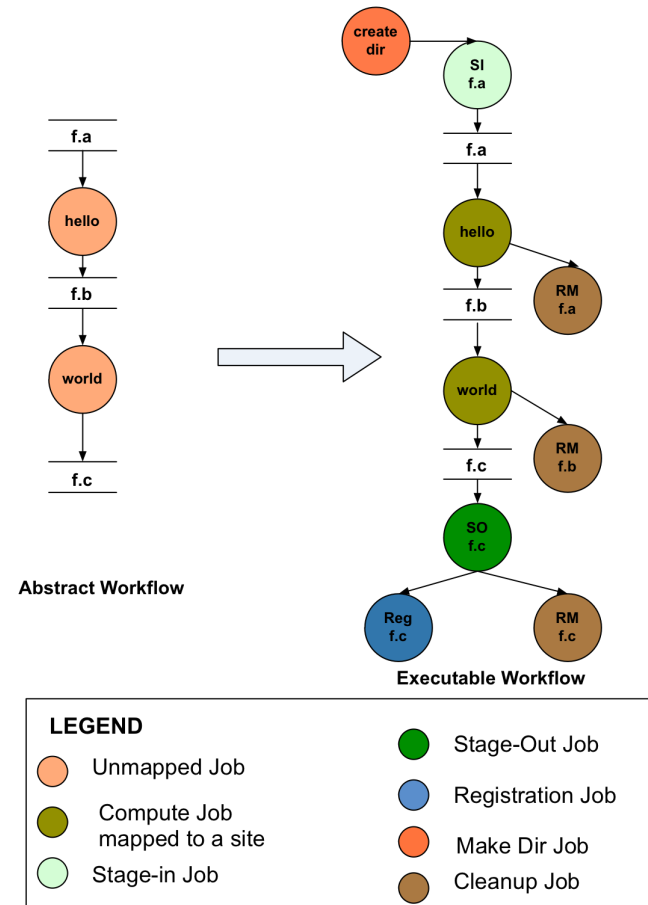 f.a
hello
f.b
world
f.c
Abstract Workflow
create
dir
SI
f.a
f.a
hello
RM
f.a
f.b
world
RM
f.b
f.c
SO
f.c
Reg
f.c
RM
f.c
Executable Workflow
LEGEND
Unmapped Job
Compute Job
mapped to a site
Stage-in Job
Stage-Out Job
Registration Job
Make Dir Job
Cleanup Job